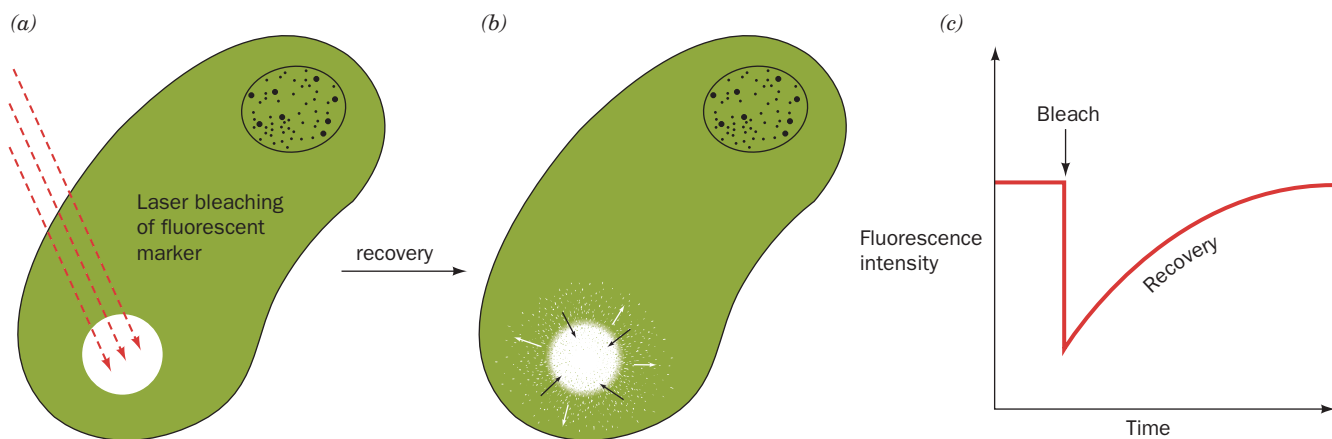 (a)
Laser bleaching
of fluorescent
marker
recovery
(b)
(c)
Bleach
Fluorescence
intensity
Recovery
Time